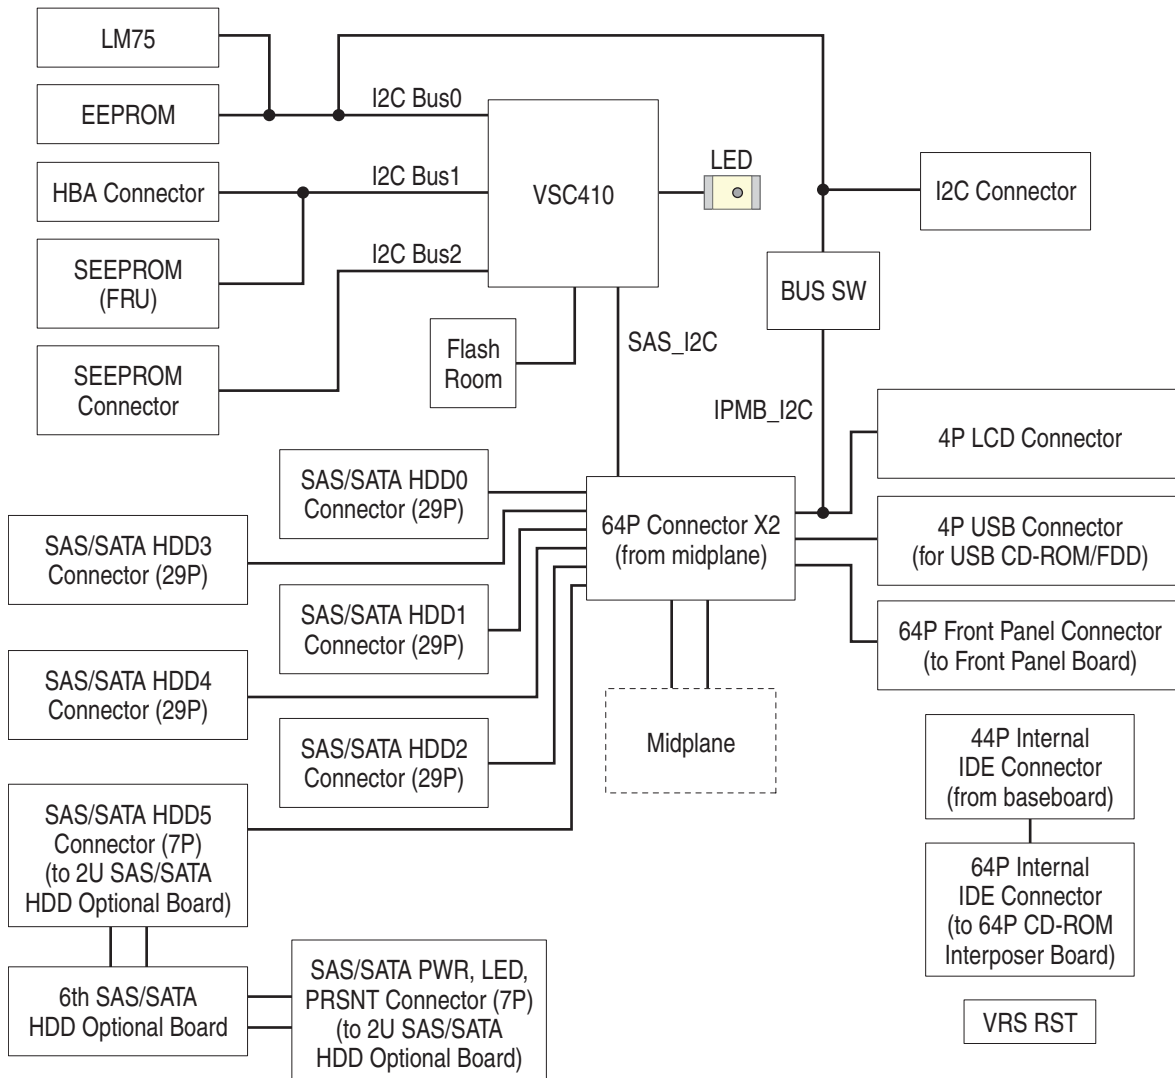 LM75
EEPROM
I2C Bus0
HBA Connector
I2C Bus1
SEEPROM
(FRU)
I2C Bus2
SEEPROM
Connector
VSC410
LED
I2C Connector
BUS SW
Flash
Room
SAS_I2C
IPMB_I2C
4P LCD Connector
SAS/SATA HDD0
Connector (29P)
64P Connector X2
(from midplane)
4P USB Connector
(for USB CD-ROM/FDD)
SAS/SATA HDD3
Connector (29P)
SAS/SATA HDD1
Connector (29P)
64P Front Panel Connector
(to Front Panel Board)
SAS/SATA HDD4
Connector (29P)
SAS/SATA HDD2
Connector (29P)
Midplane
44P Internal
IDE Connector
(from baseboard)
SAS/SATA HDD5
Connector (7P)
(to 2U SAS/SATA
HDD Optional Board)
64P Internal
IDE Connector
(to 64P CD-ROM
Interposer Board)
6th SAS/SATA
HDD Optional Board
SAS/SATA PWR, LED,
PRSNT Connector (7P)
(to 2U SAS/SATA
HDD Optional Board)
VRS RST